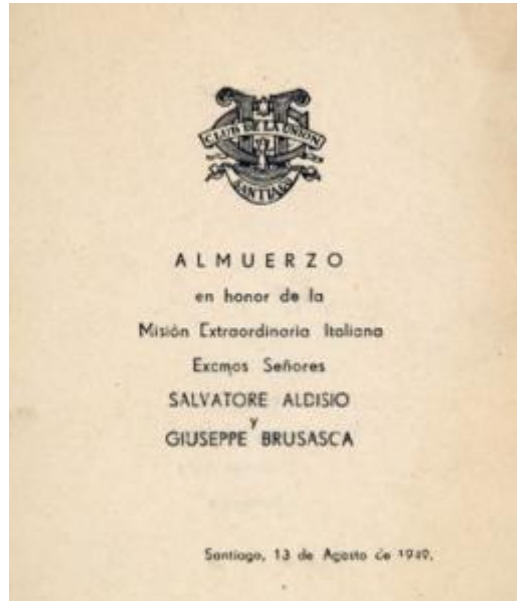 CLUB DE LA UNION
SANTIAGO
ALMUERZO
en honor de la
Misión Extraordinaria Italiana
Excmos Señores
SALVATORE ALDISIO
y
GIUSEPPE BRUSASCA
Santiago, 13 de Agosto de 1949.